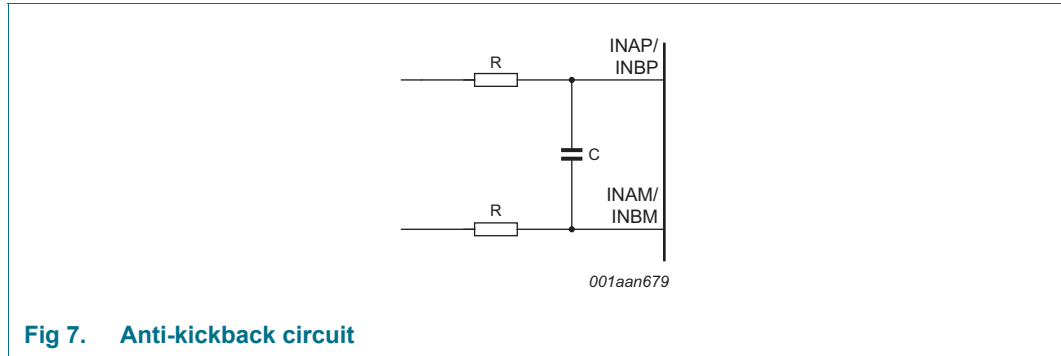 INAP/
INBP
R
C
INAM/
INBM
R
001aan679
Fig 7. Anti-kickback circuit